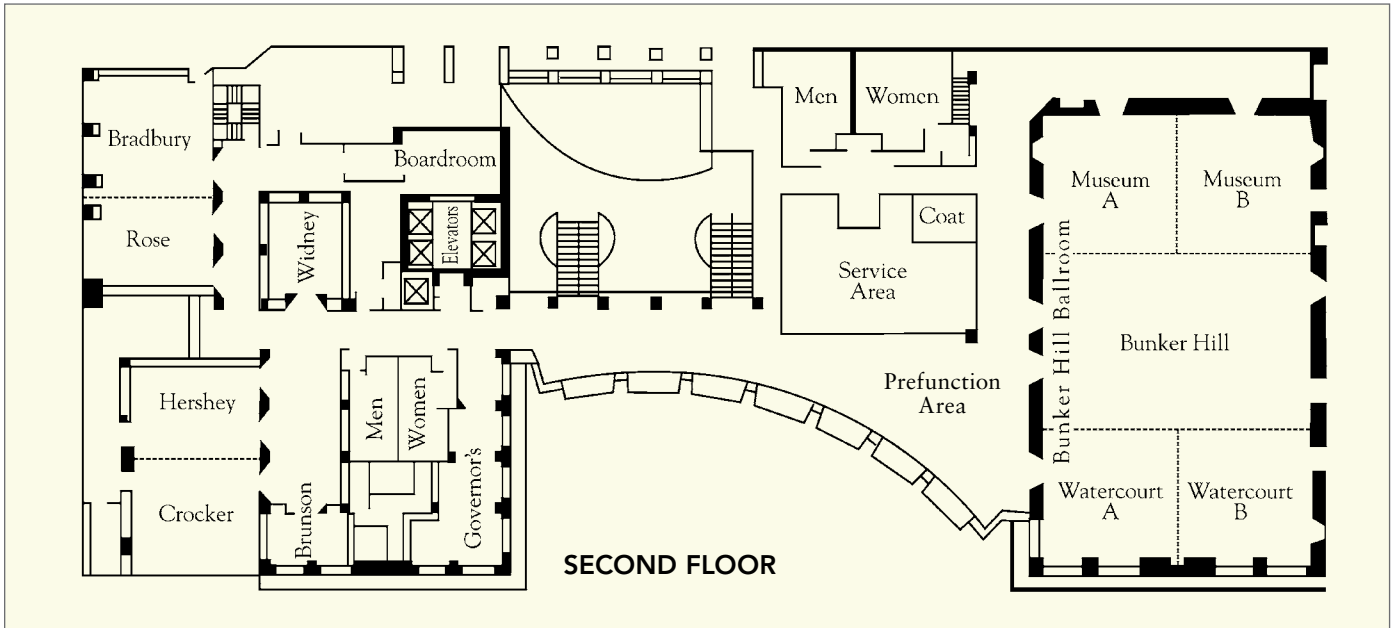 Bradbury
Rose
Widney
Boardroom
Elevators
Men
Women
Coat
Service
Area
Museum
A
Museum
B
Bunker Hill Ballroom
Bunker Hill
Prefunction
Area
Watercourt
A
Watercourt
B
Hershey
Crocker
Brunson
Men
Women
Governor's
SECOND FLOOR